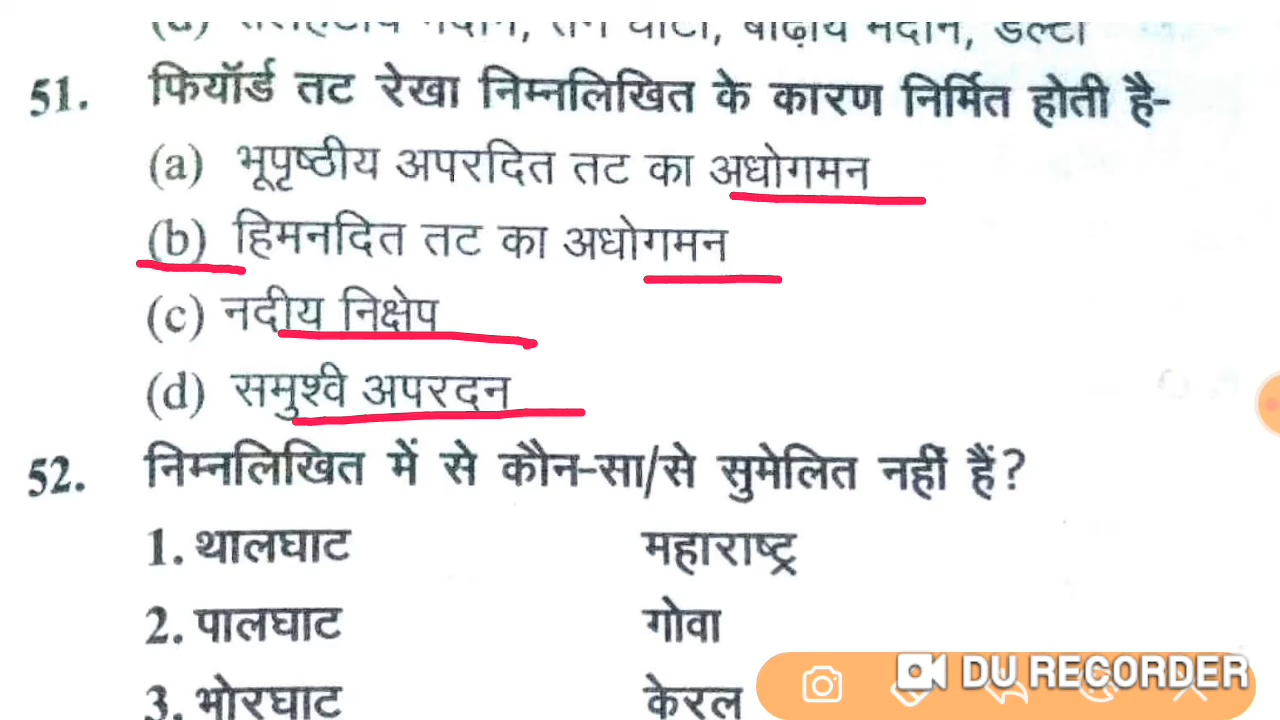 (d) मैदान, तंग घाटी, बाढ़ीय मैदान, डेल्टा
51. फियॉर्ड तट रेखा निम्नलिखित के कारण निर्मित होती है-
(a) भूपृष्ठीय अपरदित तट का अधोगमन
(b) हिमनदित तट का अधोगमन
(c) नदीय निक्षेप
(d) समुश्वी अपरदन
52. निम्नलिखित में से कौन-सा/से सुमेलित नहीं हैं?
1. थालघाट महाराष्ट्र
2. पालघाट गोवा
3. भोरघाट केरल
DU RECORDER